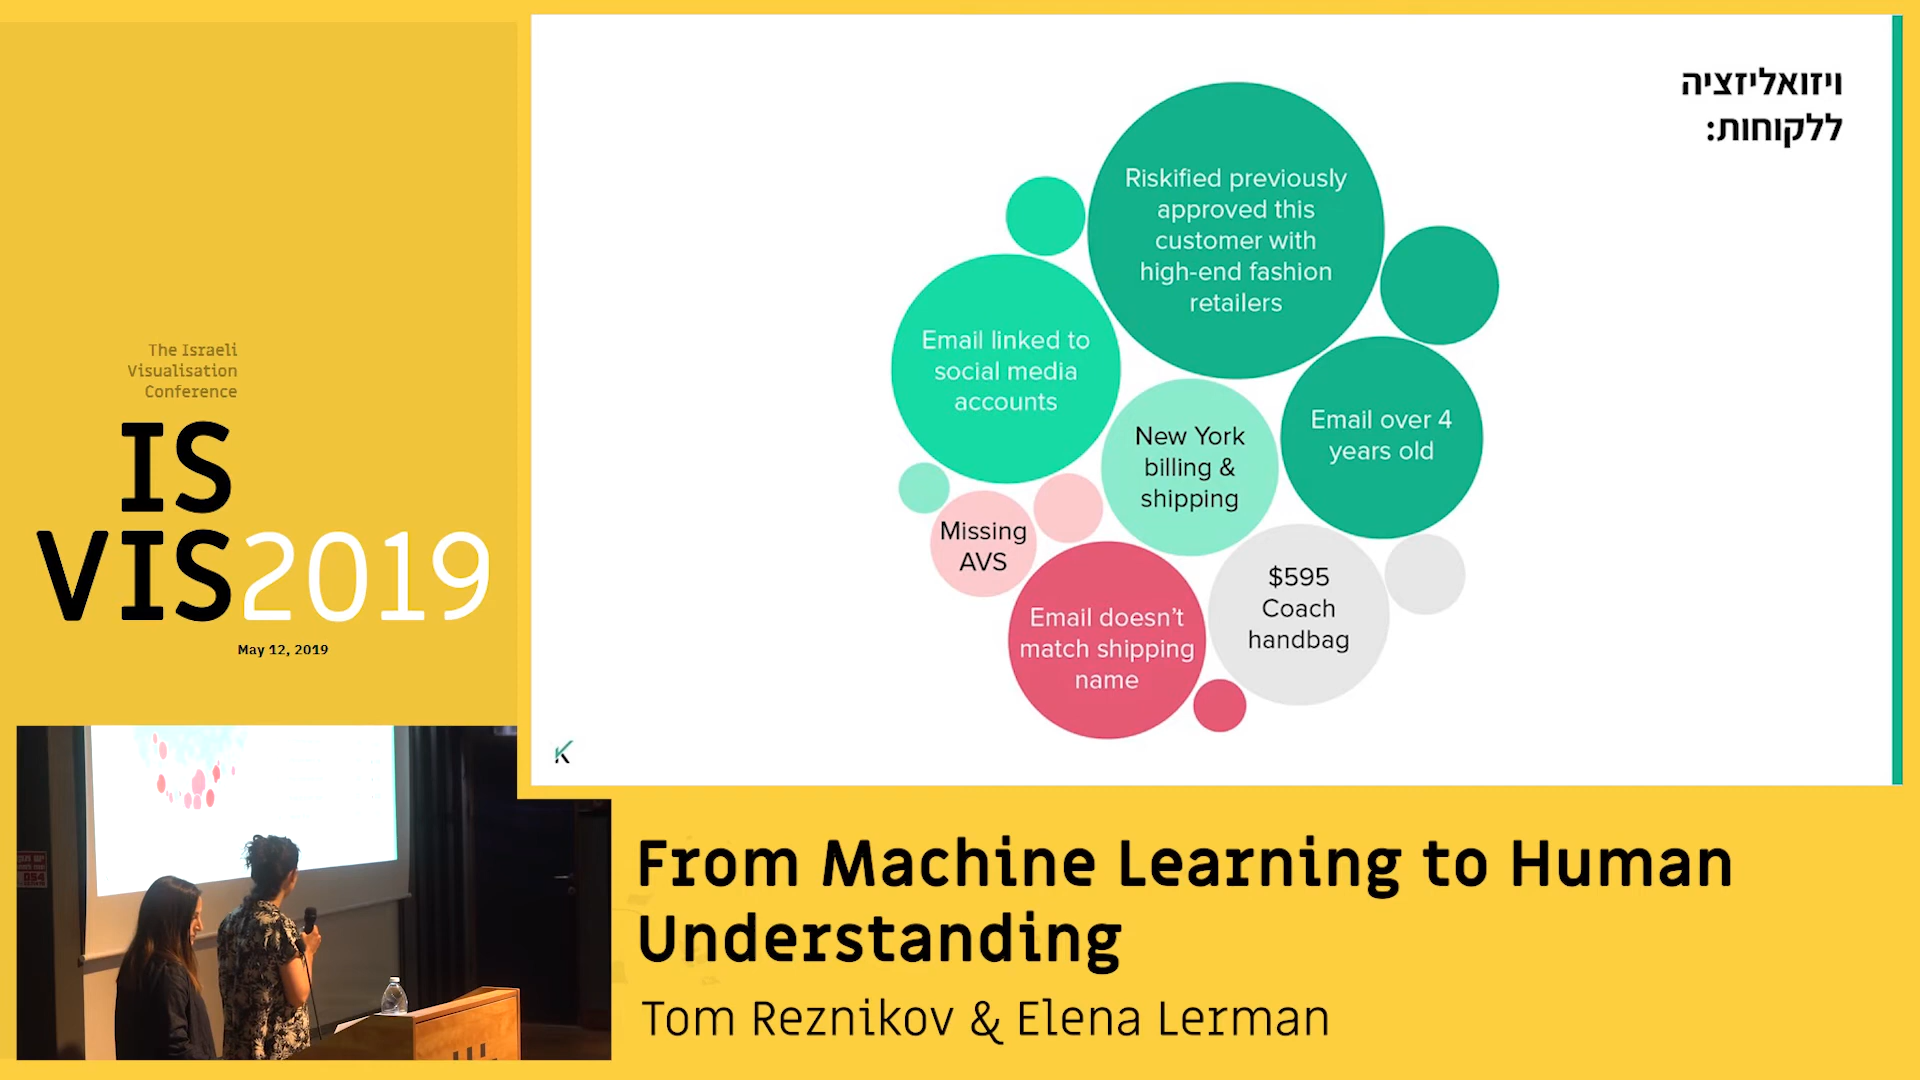 The Israeli
Visualisation
Conference
IS
VIS2019
May 12, 2019
ויזואליזציה
ללקוחות:
Riskified previously
approved this
customer with
high-end fashion
retailers
Email linked to
social media
accounts
New York
billing &
shipping
Email over 4
years old
Missing
AVS
Email doesn't
match shipping
name
$595
Coach
handbag
From Machine Learning to Human
Understanding
Tom Reznikov & Elena Lerman